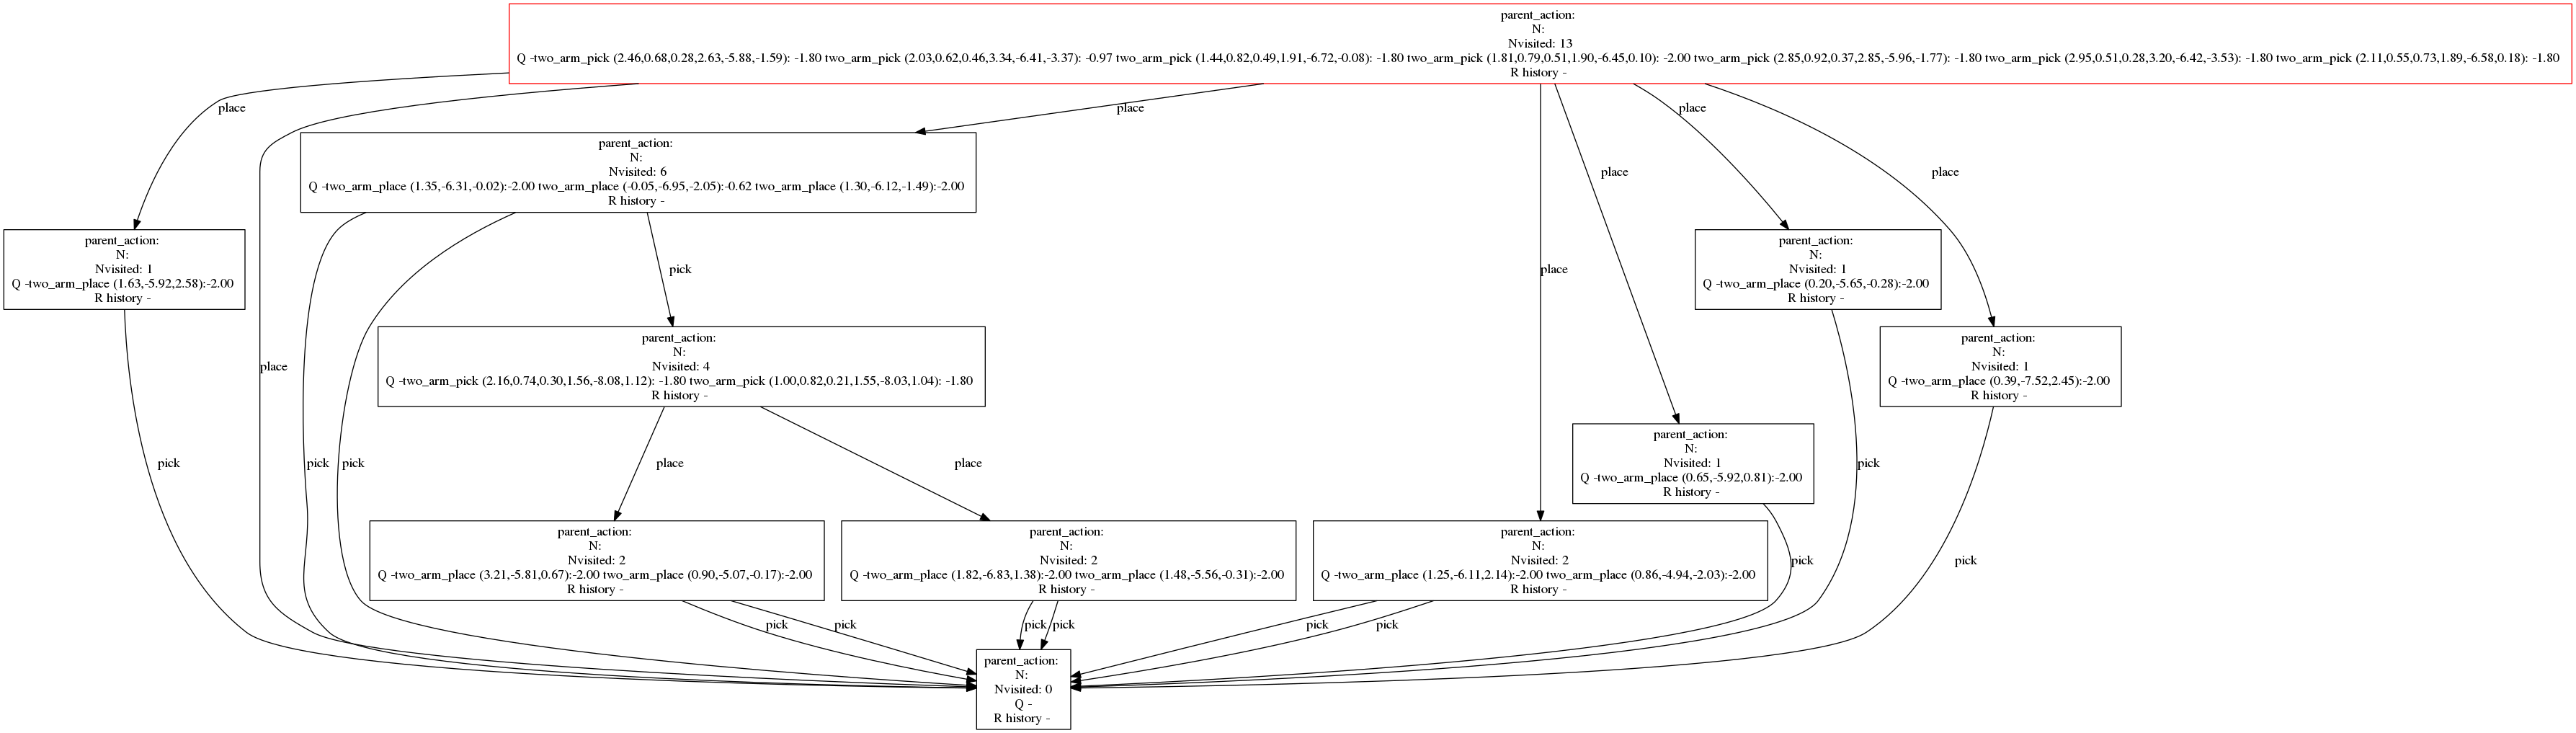 parent_action:
N:
Nvisited: 13
Q -two_arm_pick (2.46,0.68,0.28,2.63,-5.88,-1.59): -1.80 two_arm_pick (2.03,0.62,0.46,3.34,-6.41,-3.37): -0.97 two_arm_pick (1.44,0.82,0.49,1.91,-6.72,-0.08): -1.80 two_arm_pick (1.81,0.79,0.51,1.90,-6.45,0.10): -2.00 two_arm_pick (2.85,0.92,0.37,2.85,-5.96,-1.77): -1.80 two_arm_pick (2.95,0.51,0.28,3.20,-6.42,-3.53): -1.80 two_arm_pick (2.11,0.55,0.73,1.89,-6.58,0.18): -1.80
R history -
place
place
place
place
place
place
place
parent_action:
N:
Nvisited: 6
Q -two_arm_place (1.35,-6.31,-0.02):-2.00 two_arm_place (-0.05,-6.95,-2.05):-0.62 two_arm_place (1.30,-6.12,-1.49):-2.00
R history -
parent_action:
N:
Nvisited: 1
Q -two_arm_place (1.63,-5.92,2.58):-2.00
R history -
pick
parent_action:
N:
Nvisited: 1
Q -two_arm_place (0.20,-5.65,-0.28):-2.00
R history -
parent_action:
N:
Nvisited: 4
Q -two_arm_pick (2.16,0.74,0.30,1.56,-8.08,1.12): -1.80 two_arm_pick (1.00,0.82,0.21,1.55,-8.03,1.04): -1.80
R history -
parent_action:
N:
Nvisited: 1
Q -two_arm_place (0.39,-7.52,2.45):-2.00
R history -
pick
pick
pick
place
place
parent_action:
N:
Nvisited: 1
Q -two_arm_place (0.65,-5.92,0.81):-2.00
R history -
pick
parent_action:
N:
Nvisited: 2
Q -two_arm_place (3.21,-5.81,0.67):-2.00 two_arm_place (0.90,-5.07,-0.17):-2.00
R history -
parent_action:
N:
Nvisited: 2
Q -two_arm_place (1.82,-6.83,1.38):-2.00 two_arm_place (1.48,-5.56,-0.31):-2.00
R history -
parent_action:
N:
Nvisited: 2
Q -two_arm_place (1.25,-6.11,2.14):-2.00 two_arm_place (0.86,-4.94,-2.03):-2.00
R history -
pick
pick
pick
pick
pick
pick
pick
pick
parent_action:
N:
Nvisited: 0
Q -
R history -